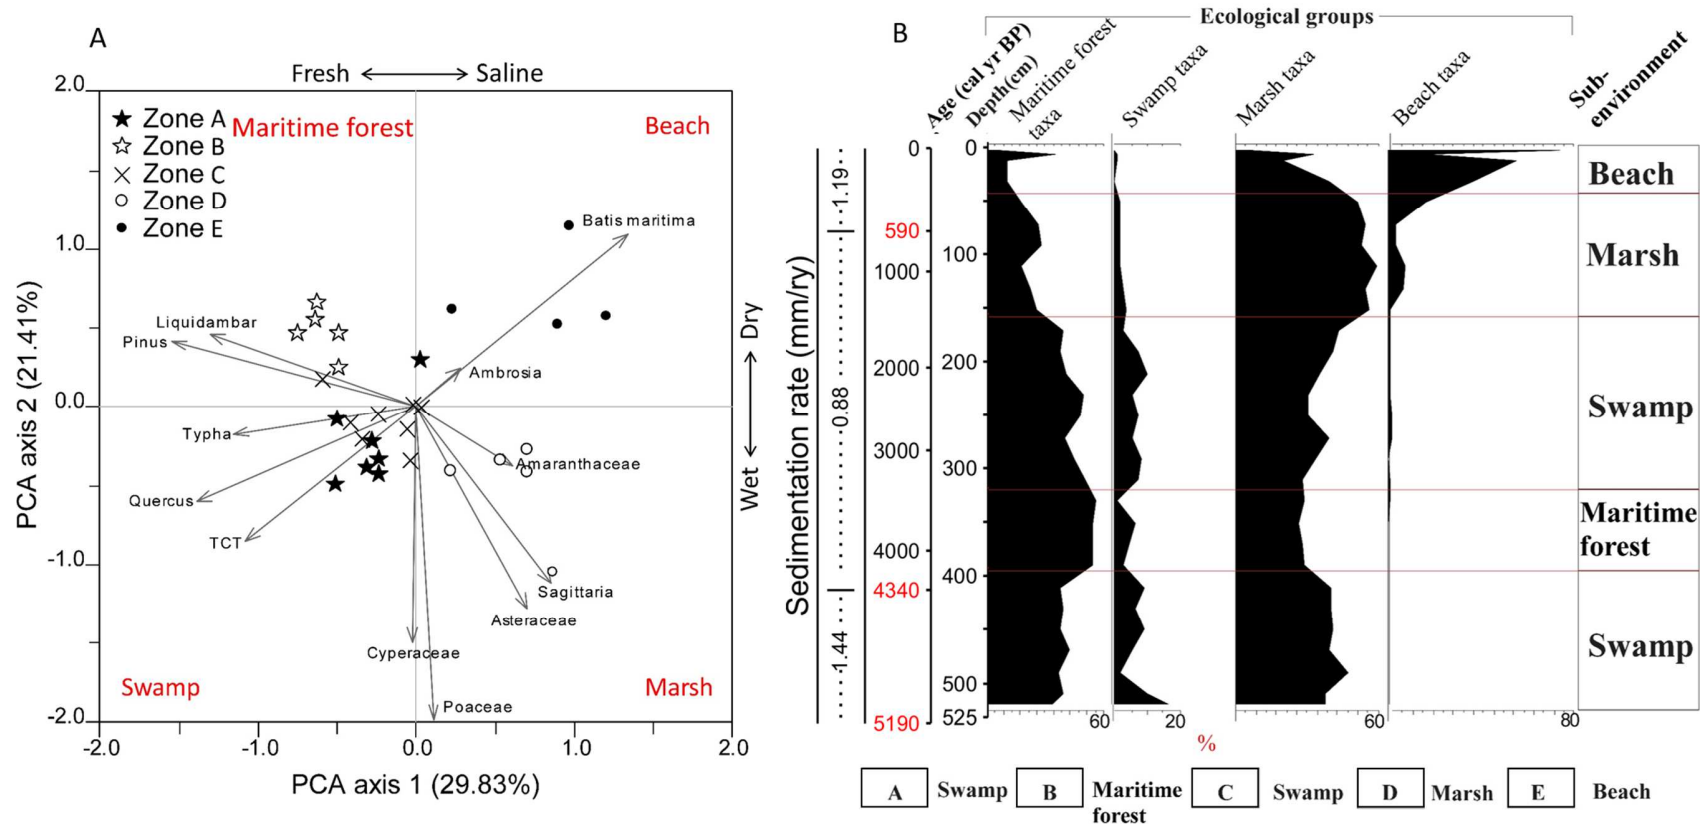 A
Fresh Saline
2.0
1.0
0.0
-1.0
-2.0
-2.0 -1.0 0.0 1.0 2.0
PCA axis 2 (21.41%)
PCA axis 1 (29.83%)
Zone A
Zone B
Zone C
Zone D
Zone E
Maritime forest
Beach
Batis maritima
Liquidambar
Pinus
Ambrosia
Typha
Amaranthaceae
Quercus
TCT
Sagittaria
Asteraceae
Cyperaceae
Poaceae
Swamp
Marsh
Wet Dry
B
Ecological groups
Sedimentation rate (mm/ry)
Age (cal yr BP)
Depth(cm)
Maritime forest
taxa
Swamp taxa
Marsh taxa
Beach taxa
Sub-
environment
1.19
0.88
1.44
0
590
1000
2000
3000
4000
4340
5190
0
100
200
300
400
500
525
60 20 60 80
%
Beach
Marsh
Swamp
Maritime
forest
Swamp
A Swamp
B Maritime
forest
C Swamp
D Marsh
E Beach